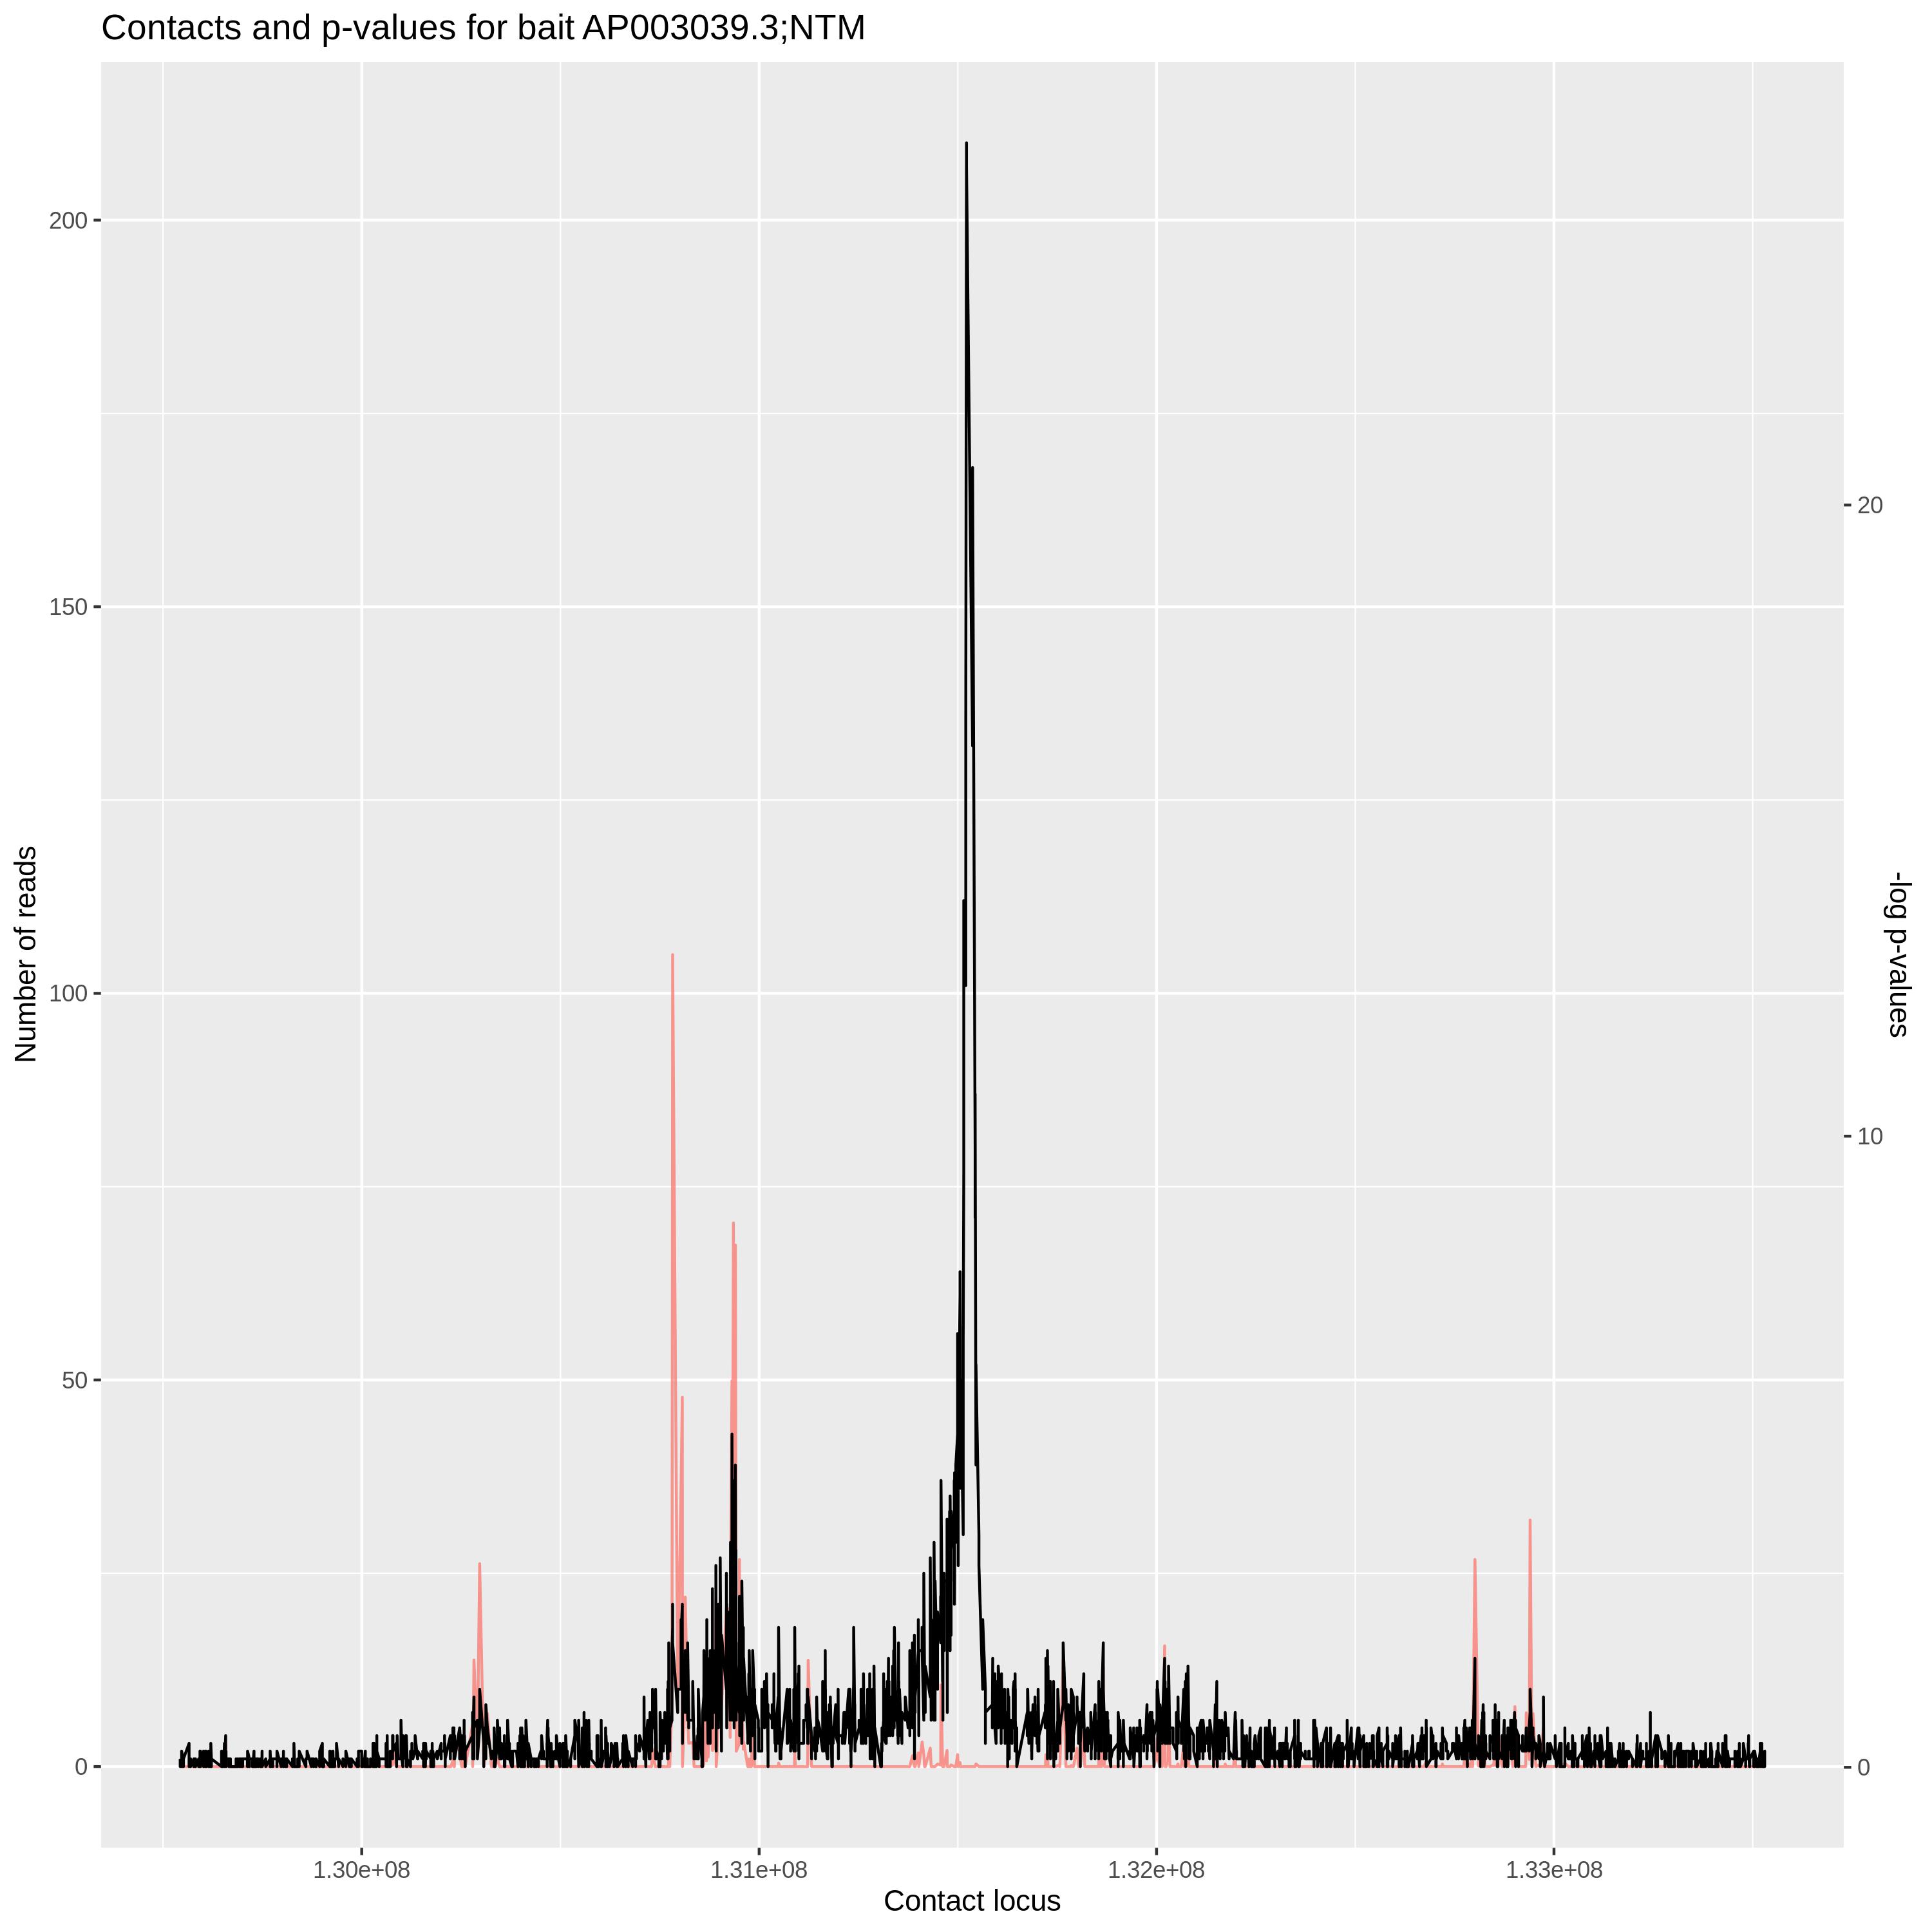 Contacts and p-values for bait AP003039.3;NTM
200
150
100
50
0
Number of reads
20
10
0
-log p-values
1.30e+08 1.31e+08 1.32e+08 1.33e+08
Contact locus